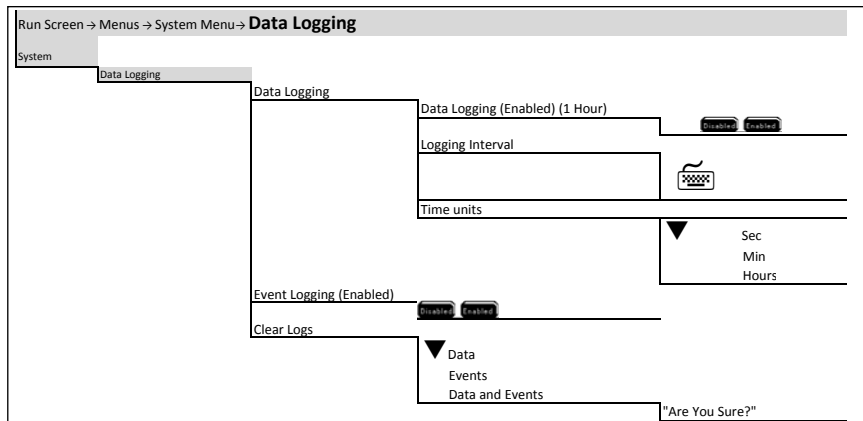 Run Screen → Menus → System Menu→ Data Logging
System
Data Logging
Data Logging
Data Logging (Enabled) (1 Hour)
Disabled Enabled
Logging Interval
Time units
Sec
Min
Hours
Event Logging (Enabled)
Disabled Enabled
Clear Logs
Data
Events
Data and Events
"Are You Sure?"